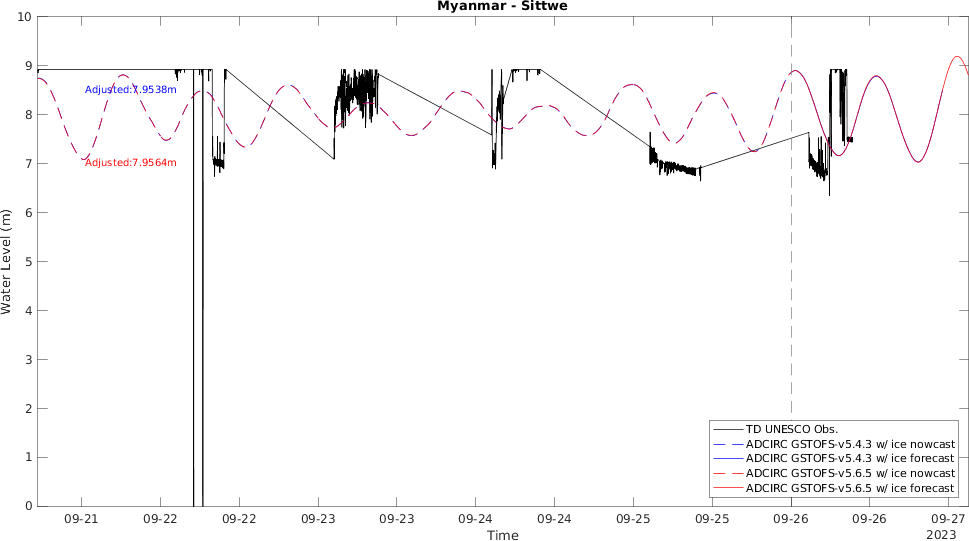 Myanmar - Sittwe
Water Level (m)
10
9
8
7
6
5
4
3
2
1
0
Adjusted:7.9538m
Adjusted:7.9564m
TD UNESCO Obs.
ADCIRC GSTOFS-v5.4.3 w/ ice nowcast
ADCIRC GSTOFS-v5.4.3 w/ ice forecast
ADCIRC GSTOFS-v5.6.5 w/ ice nowcast
ADCIRC GSTOFS-v5.6.5 w/ ice forecast
09-21 09-22 09-22 09-23 09-23 09-24 09-24 09-25 09-25 09-26 09-26 09-27
Time
2023